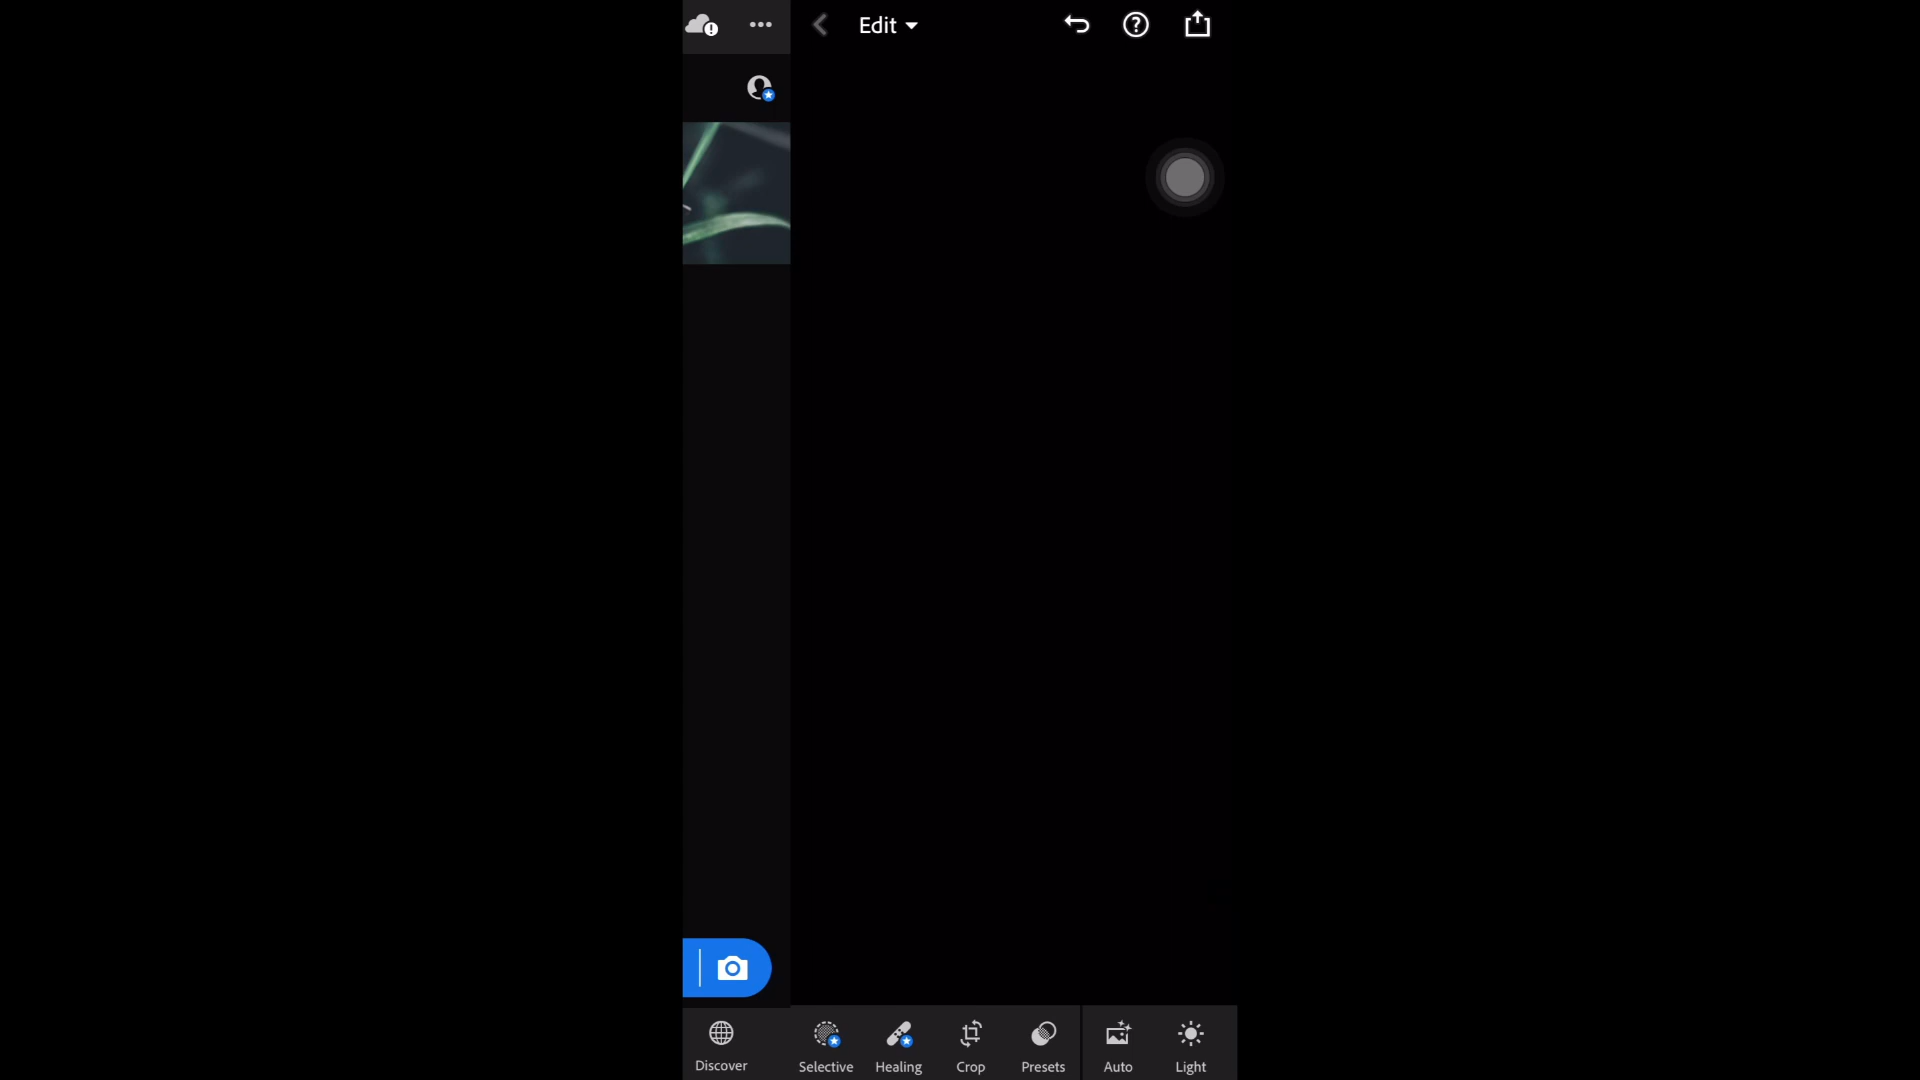 Edit
Discover
Selective
Healing
Crop
Presets
Auto
Light